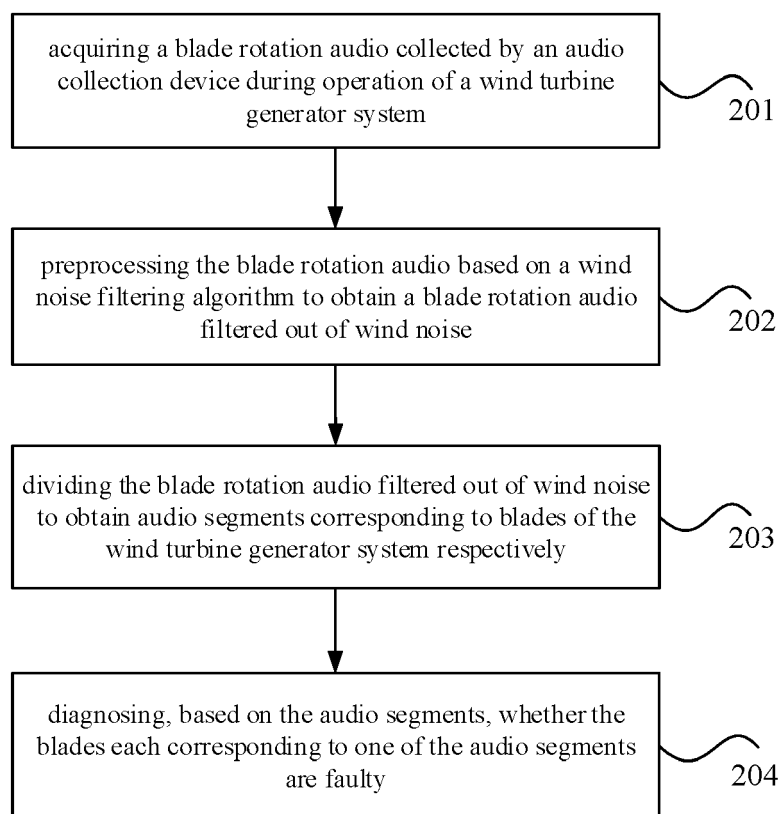 acquiring a blade rotation audio collected by an audio
collection device during operation of a wind turbine
generator system
201
preprocessing the blade rotation audio based on a wind
noise filtering algorithm to obtain a blade rotation audio
filtered out of wind noise
202
dividing the blade rotation audio filtered out of wind noise
to obtain audio segments corresponding to blades of the
wind turbine generator system respectively
203
diagnosing, based on the audio segments, whether the
blades each corresponding to one of the audio segments
are faulty
204